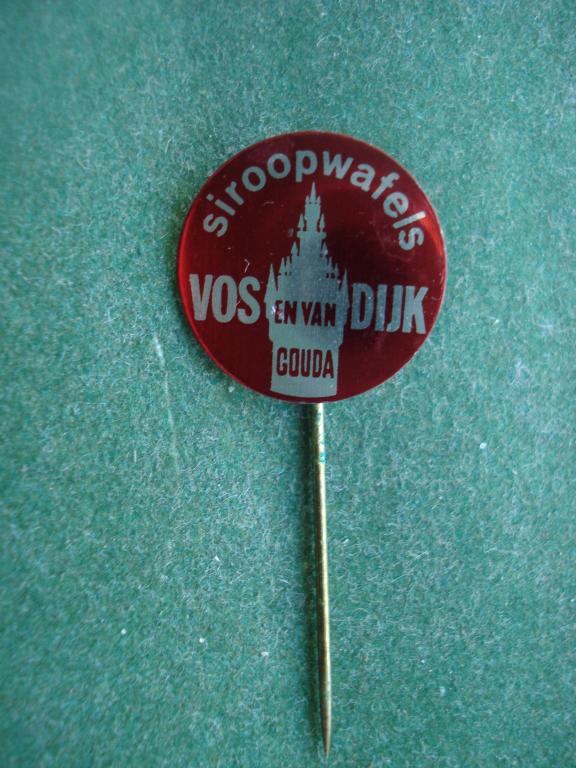 siroopwafels
VOS EN VAN DIJK
GOUDA